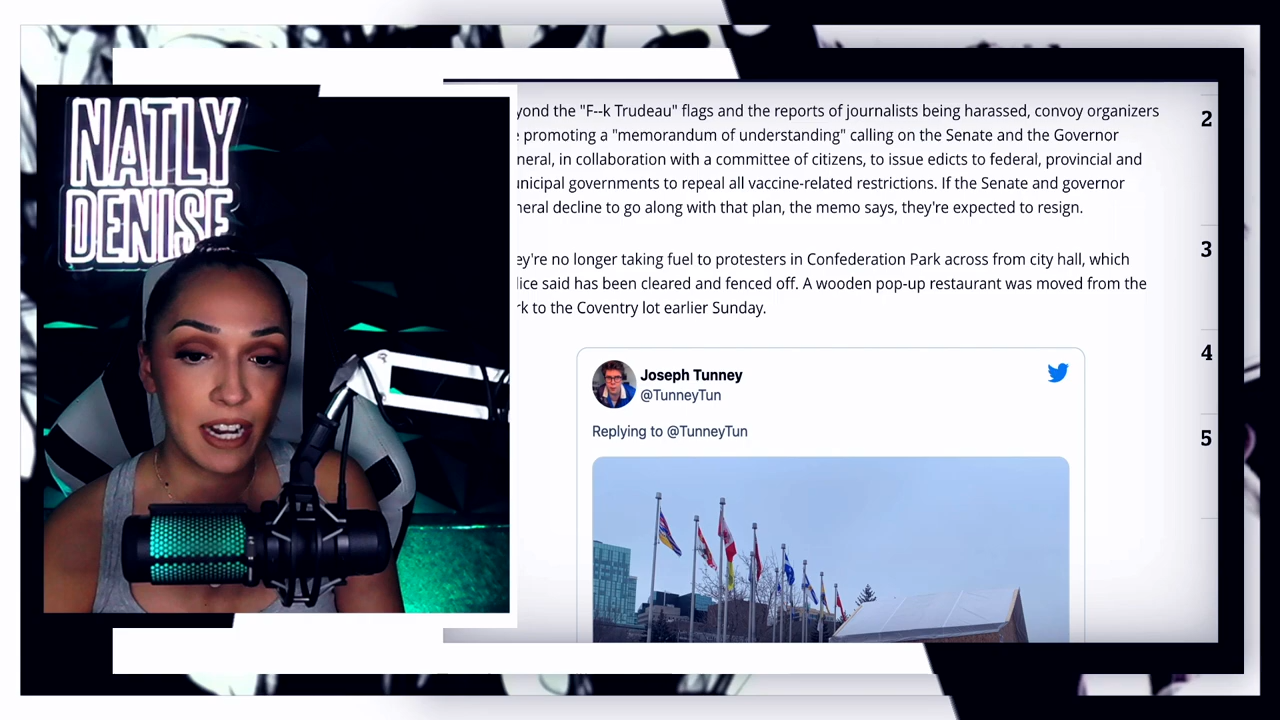 NATLY
DENISE
yond the "F--k Trudeau" flags and the reports of journalists being harassed, convoy organizers
promoting a "memorandum of understanding" calling on the Senate and the Governor
neral, in collaboration with a committee of citizens, to issue edicts to federal, provincial and
unicipal governments to repeal all vaccine-related restrictions. If the Senate and governor
neral decline to go along with that plan, the memo says, they're expected to resign.
ey're no longer taking fuel to protesters in Confederation Park across from city hall, which
lice said has been cleared and fenced off. A wooden pop-up restaurant was moved from the
rk to the Coventry lot earlier Sunday.
Joseph Tunney
@TunneyTun
Replying to @TunneyTun
2
3
4
5